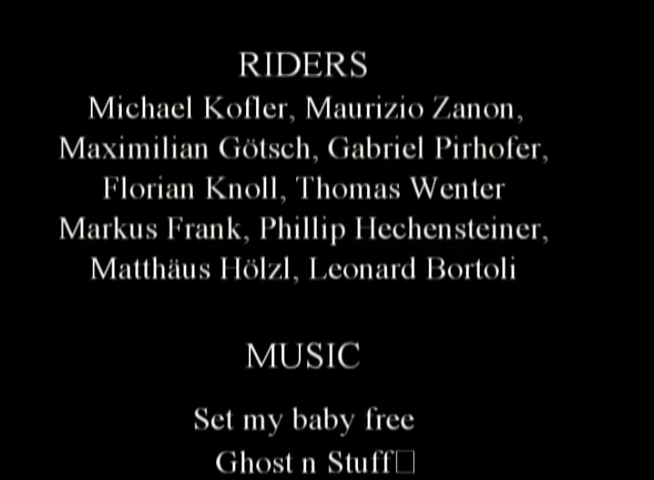 RIDERS
Michael Kofler, Maurizio Zanon,
Maximilian Götsch, Gabriel Pirhofer,
Florian Knoll, Thomas Wenter
Markus Frank, Phillip Hechensteiner,
Matthäus Hölzl, Leonard Bortoli
MUSIC
Set my baby free
Ghost n Stuff□